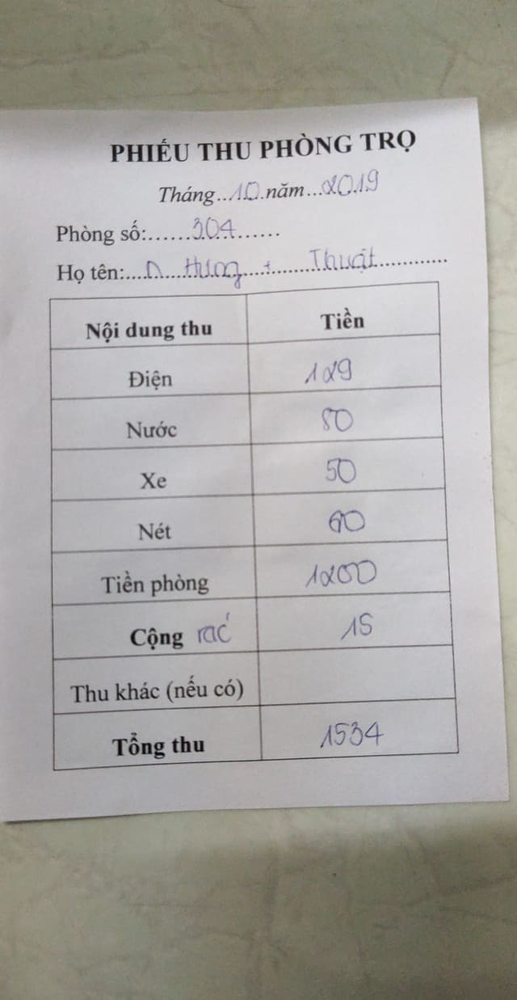 PHIẾU THU PHÒNG TRỌ
Tháng...10.năm...2019
Phòng số:......304......
Họ tên:....D...Hưng...+......Thuật............
Nội dung thu Tiền
Điện 129
Nước 80
Xe 50
Nét 60
Tiền phòng 1200
Cộng rác 15
Thu khác (nếu có)
Tổng thu 1534